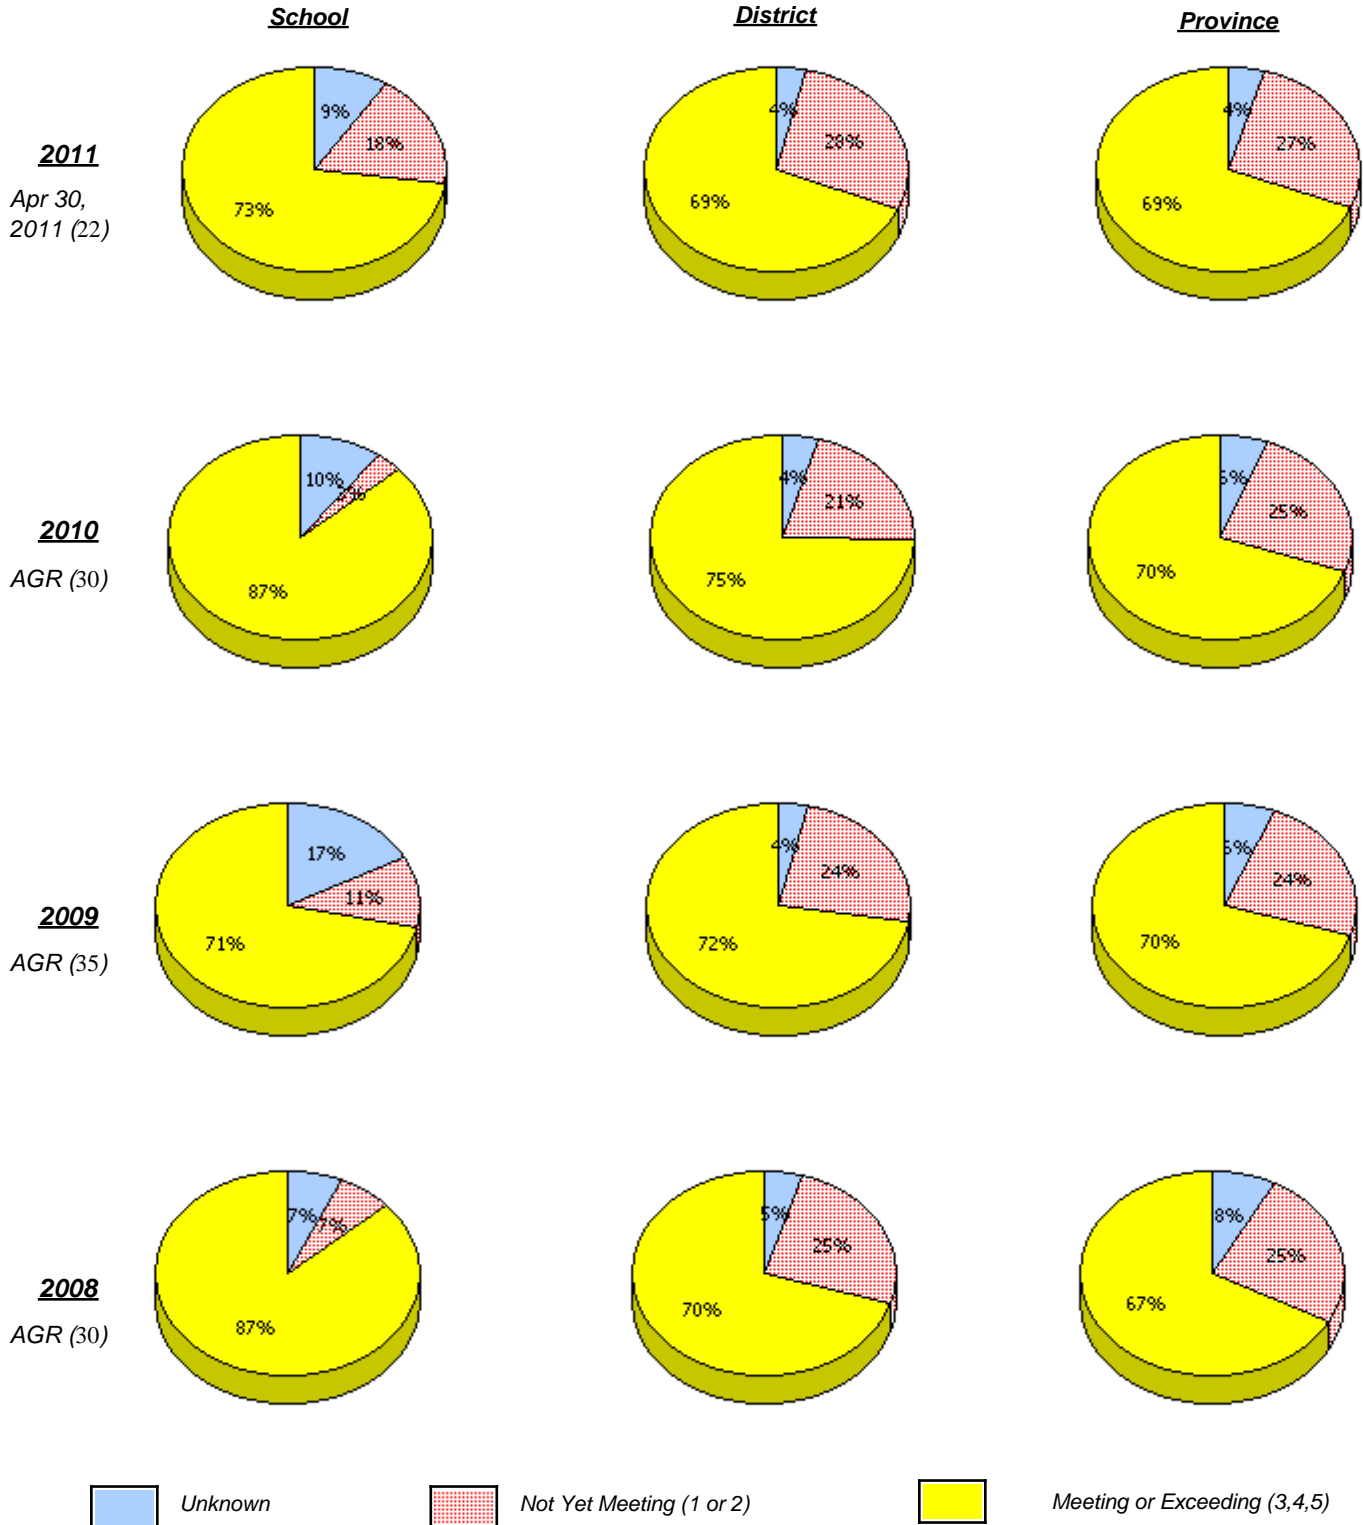 School District Province
2011
Apr 30,
2011 (22)
9% 18% 73%
4% 28% 69%
4% 27% 69%
2010
AGR (30)
10% 87%
4% 21% 75%
25% 70%
2009
AGR (35)
17% 11% 71%
4% 24% 72%
24% 70%
2008
AGR (30)
7% 7% 87%
5% 25% 70%
8% 25% 67%
Unknown Not Yet Meeting (1 or 2) Meeting or Exceeding (3,4,5)